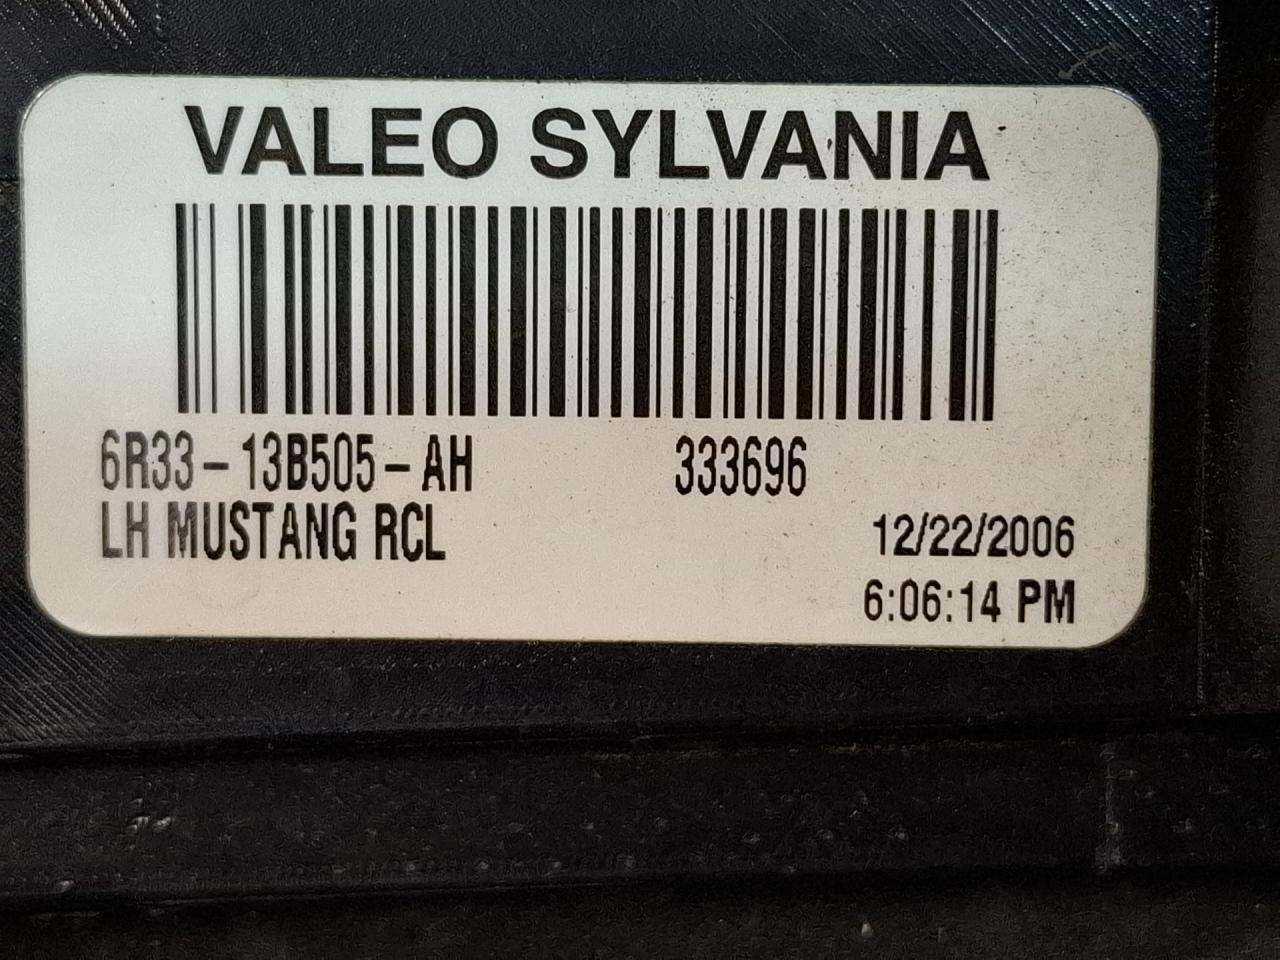 VALEO SYLVANIA
6R33-13B505-AH 333696
LH MUSTANG RCL
12/22/2006
6:06:14 PM